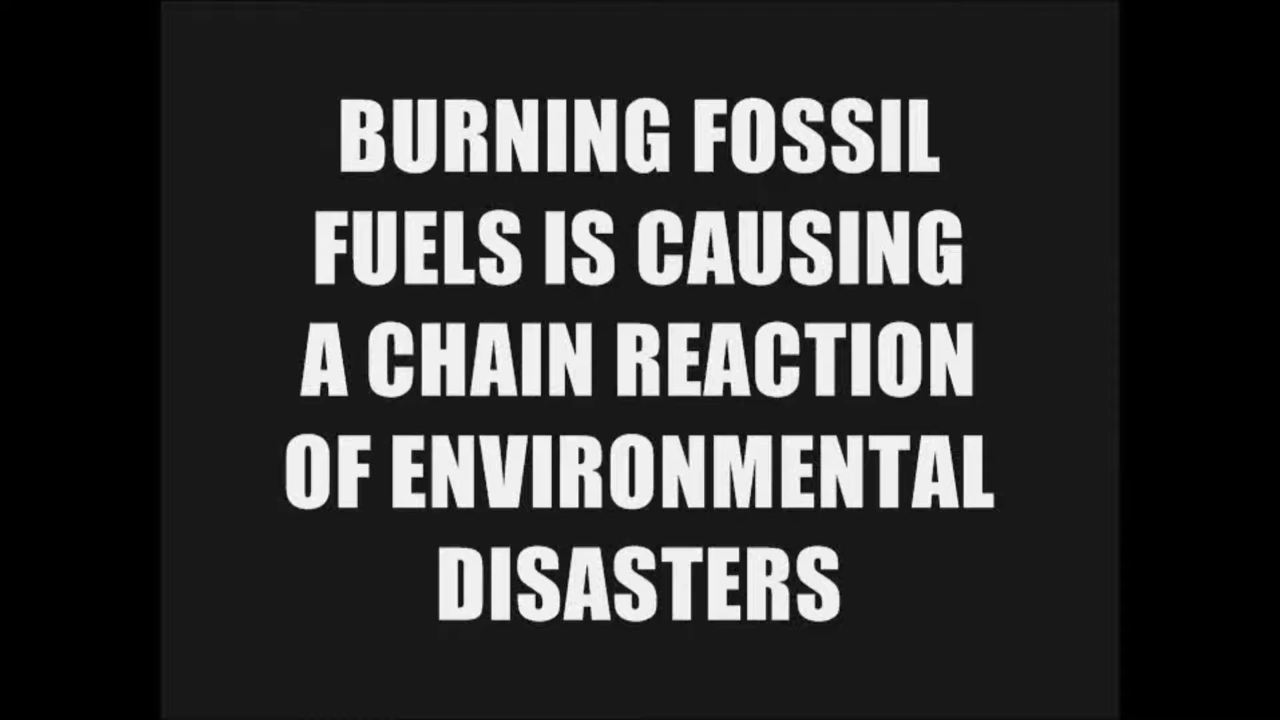 BURNING FOSSIL
FUELS IS CAUSING
A CHAIN REACTION
OF ENVIRONMENTAL
DISASTERS